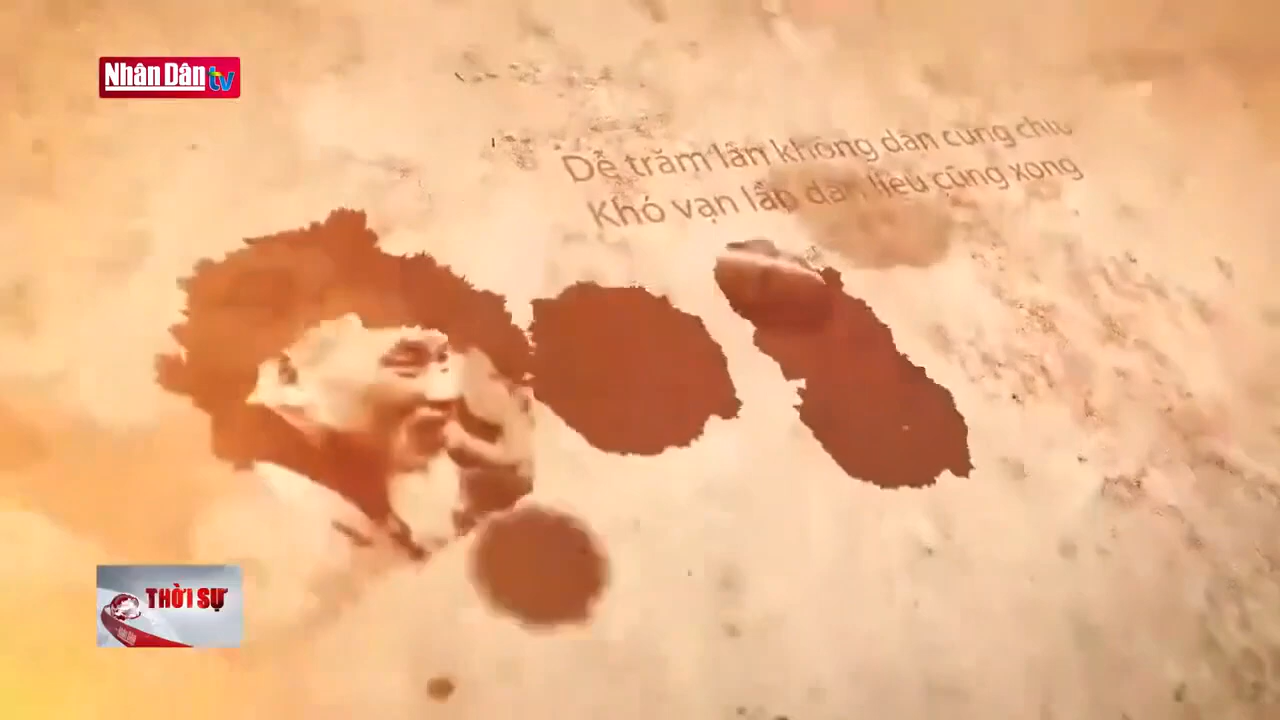 Nhân Dân tv
Dễ trăm lần không dân cũng chịu
Khó vạn lần dân liệu cũng xong
THỜI SỰ